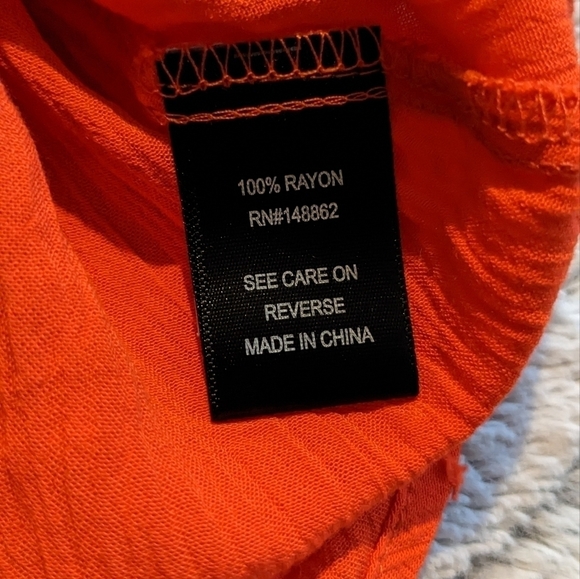 100% RAYON
RN#148862
SEE CARE ON
REVERSE
MADE IN CHINA